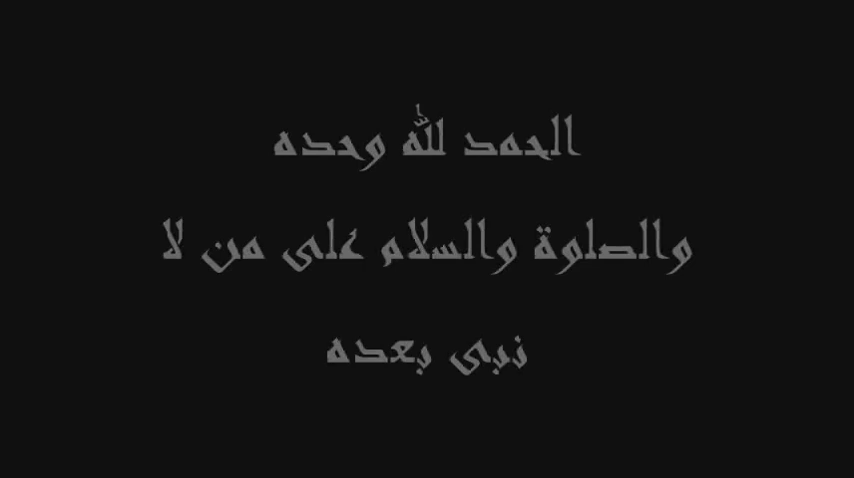 الحمد لله وحده
والصلوة والسلام على من لا
نبى بعده